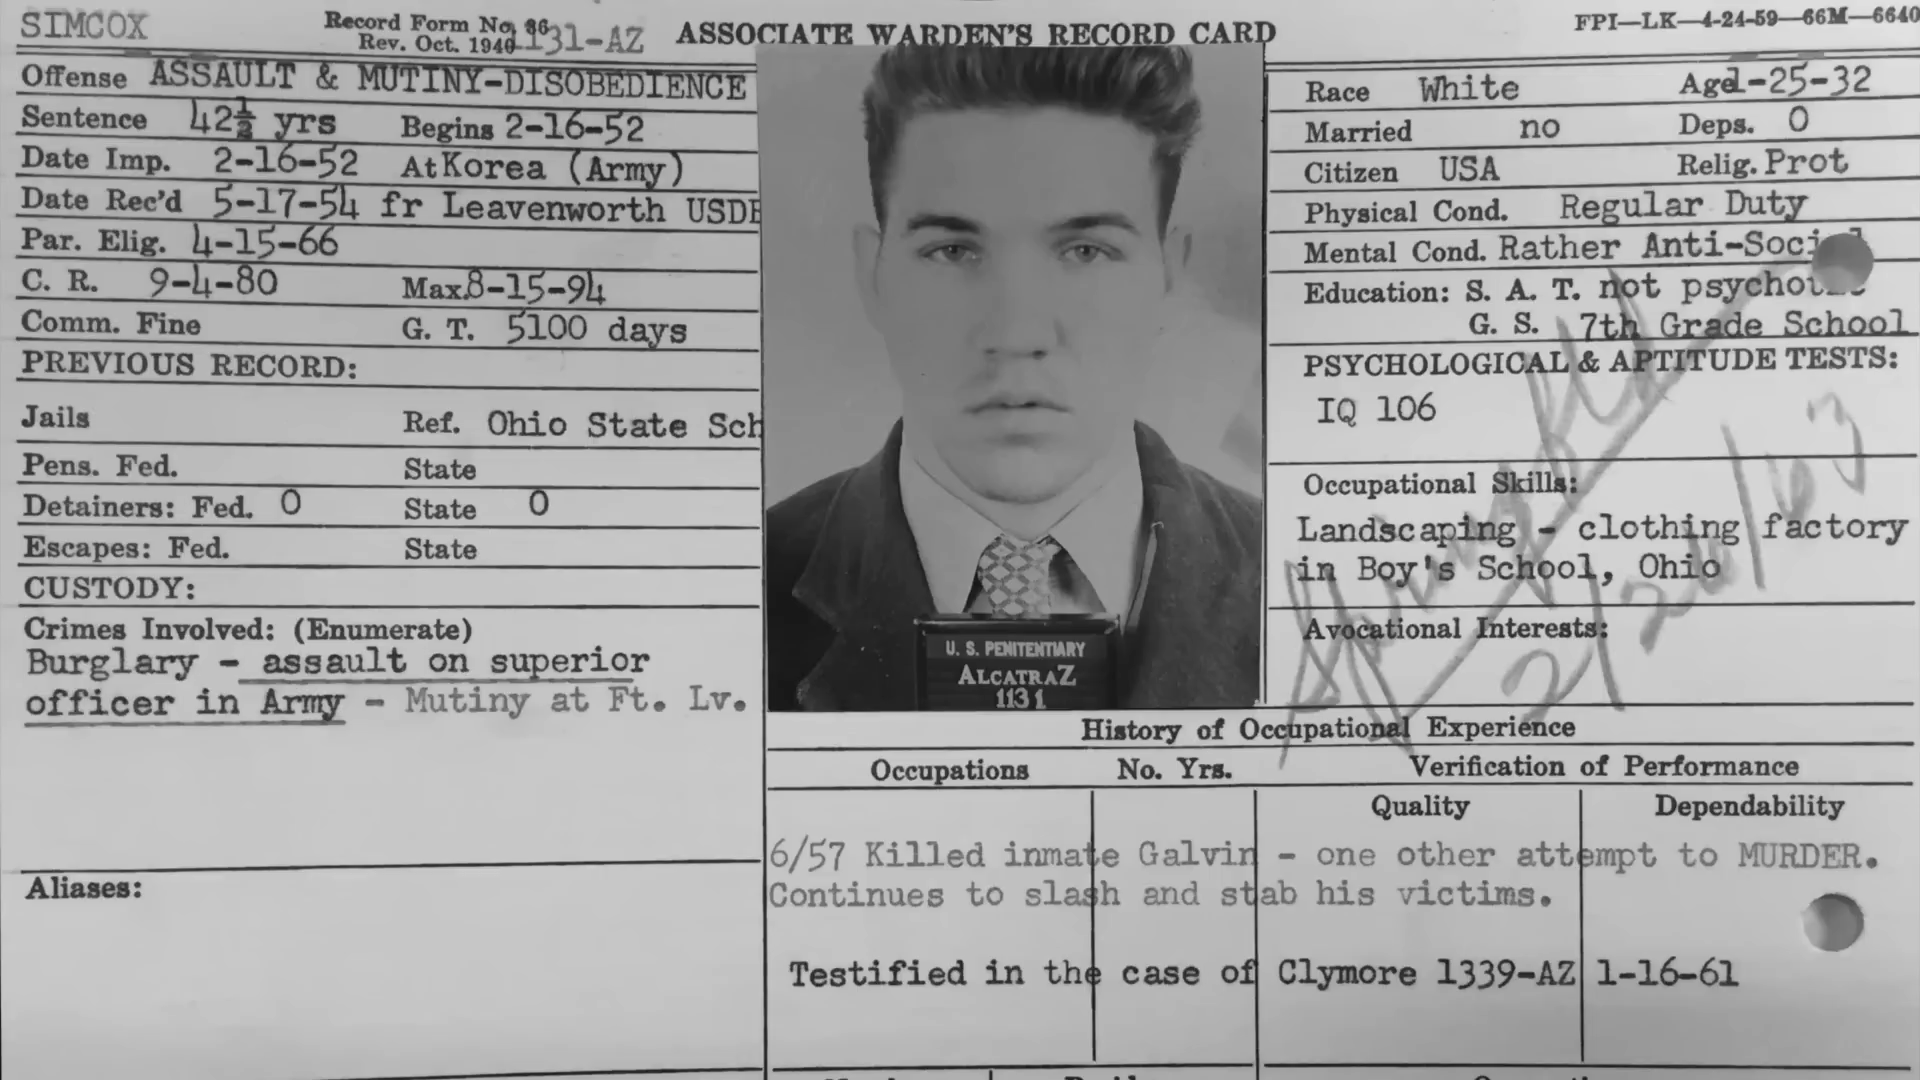 SIMCOX
Record Form No. 86
Rev. Oct. 1940
1131-AZ
ASSOCIATE WARDEN'S RECORD CARD
FPI—LK—4-24-59—66M—6640
Offense ASSAULT & MUTINY-DISOBEDIENCE
Sentence 42½ yrs Begins 2-16-52
Date Imp. 2-16-52 At Korea (Army)
Date Rec'd 5-17-54 fr Leavenworth USDB
Par. Elig. 4-15-66
C. R. 9-4-80 Max. 8-15-94
Comm. Fine G. T. 5100 days
PREVIOUS RECORD:
Jails Ref. Ohio State Sch
Pens. Fed. State
Detainers: Fed. 0 State 0
Escapes: Fed. State
CUSTODY:
Crimes Involved: (Enumerate)
Burglary - assault on superior
officer in Army - Mutiny at Ft. Lv.
Aliases:
U. S. PENITENTIARY
ALCATRAZ
1131
Race White Age 1-25-32
Married no Deps. 0
Citizen USA Relig. Prot
Physical Cond. Regular Duty
Mental Cond. Rather Anti-Soci
Education: S. A. T. not psychot
G. S. 7th Grade School
PSYCHOLOGICAL & APTITUDE TESTS:
IQ 106
Occupational Skills:
Landscaping - clothing factory
in Boy's School, Ohio
Avocational Interests:
Springfield
2/26/63
History of Occupational Experience
Occupations No. Yrs. Verification of Performance
Quality Dependability
6/57 Killed inmate Galvin - one other attempt to MURDER.
Continues to slash and stab his victims.
Testified in the case of Clymore 1339-AZ 1-16-61